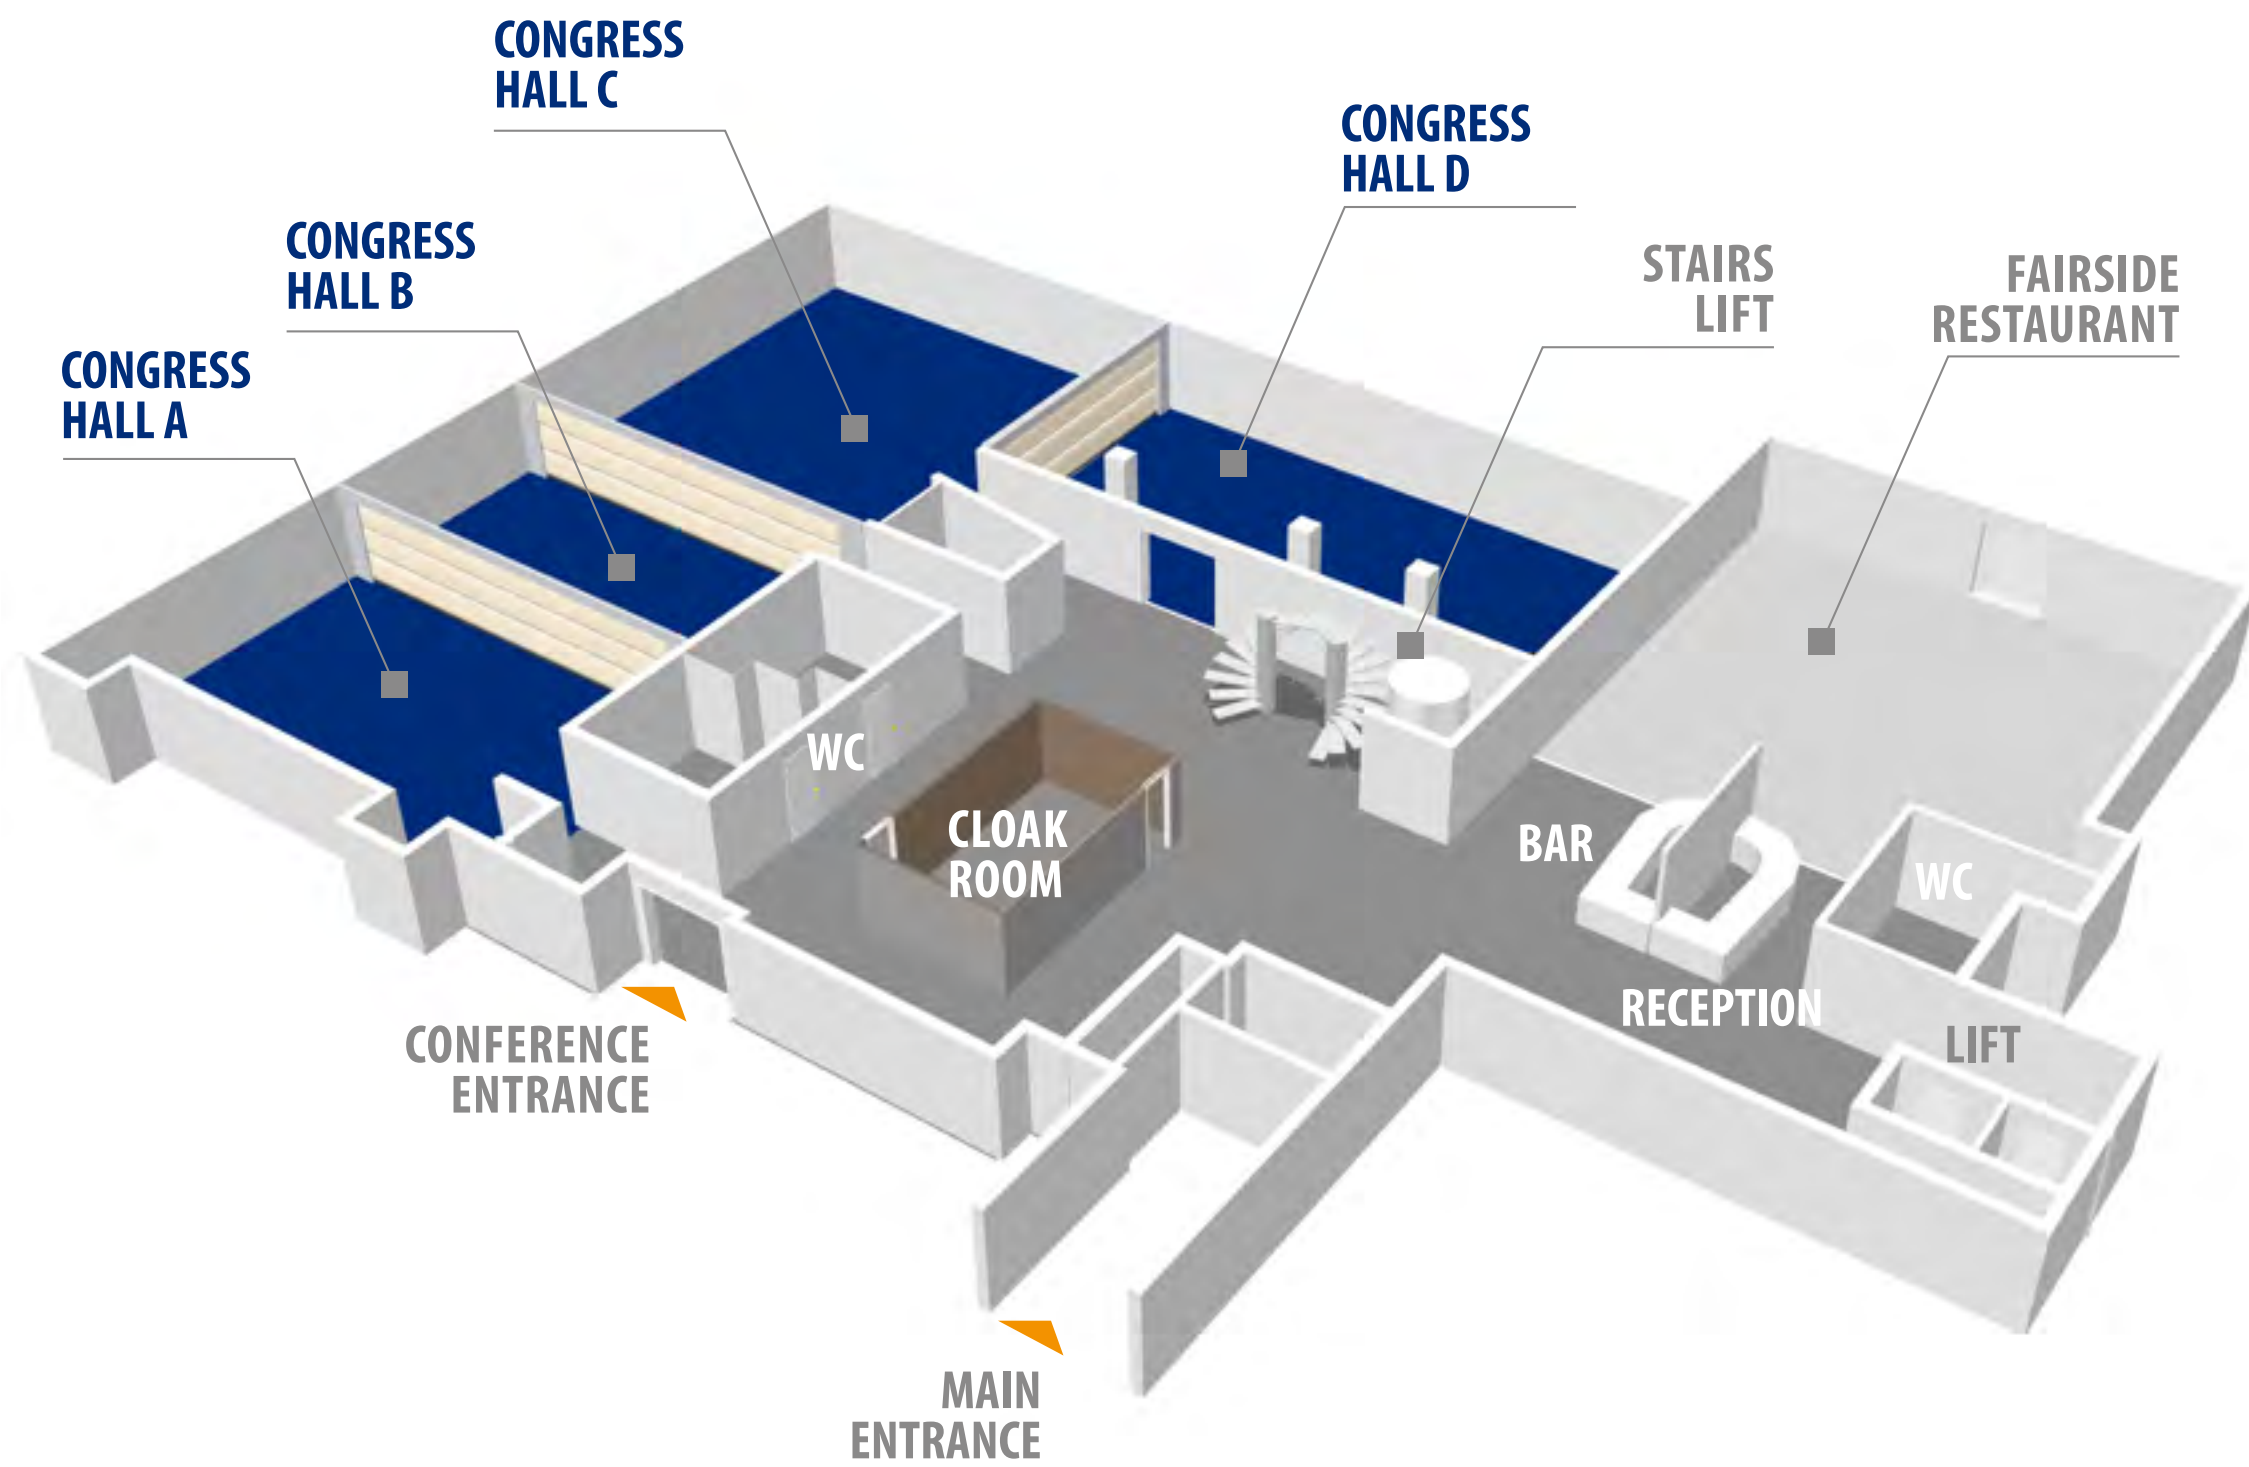 CONGRESS
HALL C
CONGRESS
HALL D
CONGRESS
HALL B
STAIRS
LIFT
FAIRSIDE
RESTAURANT
CONGRESS
HALL A
WC
CLOAK
ROOM
BAR
WC
RECEPTION
LIFT
CONFERENCE
ENTRANCE
MAIN
ENTRANCE